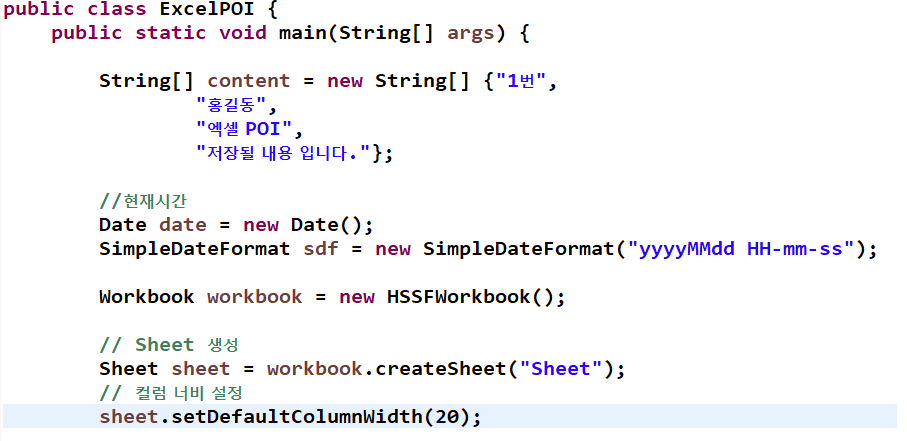 public class ExcelPOI {
    public static void main(String[] args) {
        String[] content = new String[] {"1번",
                "홍길동",
                "엑셀 POI",
                "저장될 내용 입니다."};
        //현재시간
        Date date = new Date();
        SimpleDateFormat sdf = new SimpleDateFormat("yyyyMMdd HH-mm-ss");
        Workbook workbook = new HSSFWorkbook();
        // Sheet 생성
        Sheet sheet = workbook.createSheet("Sheet");
        // 컬럼 너비 설정
        sheet.setDefaultColumnWidth(20);